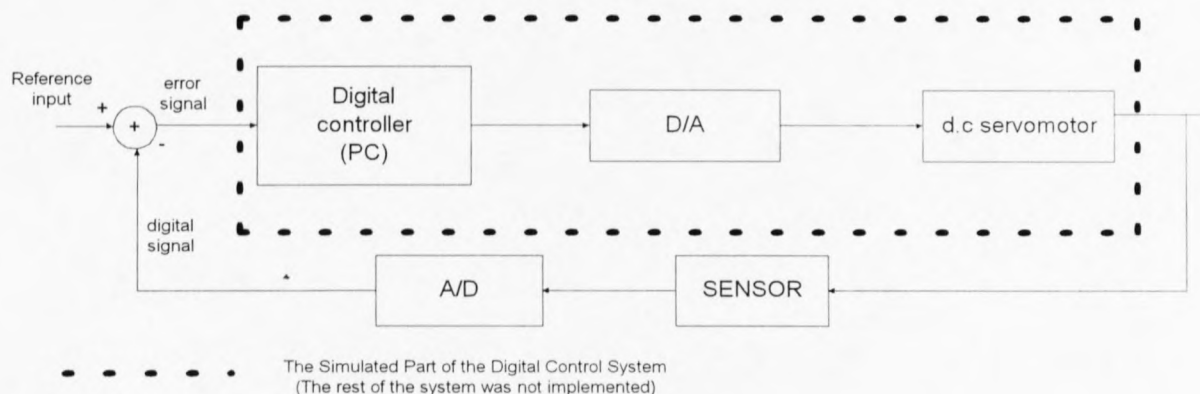 Reference
input
+
+
-
error
signal
Digital
controller
(PC)
D/A
d.c servomotor
digital
signal
A/D
SENSOR
The Simulated Part of the Digital Control System
(The rest of the system was not implemented)